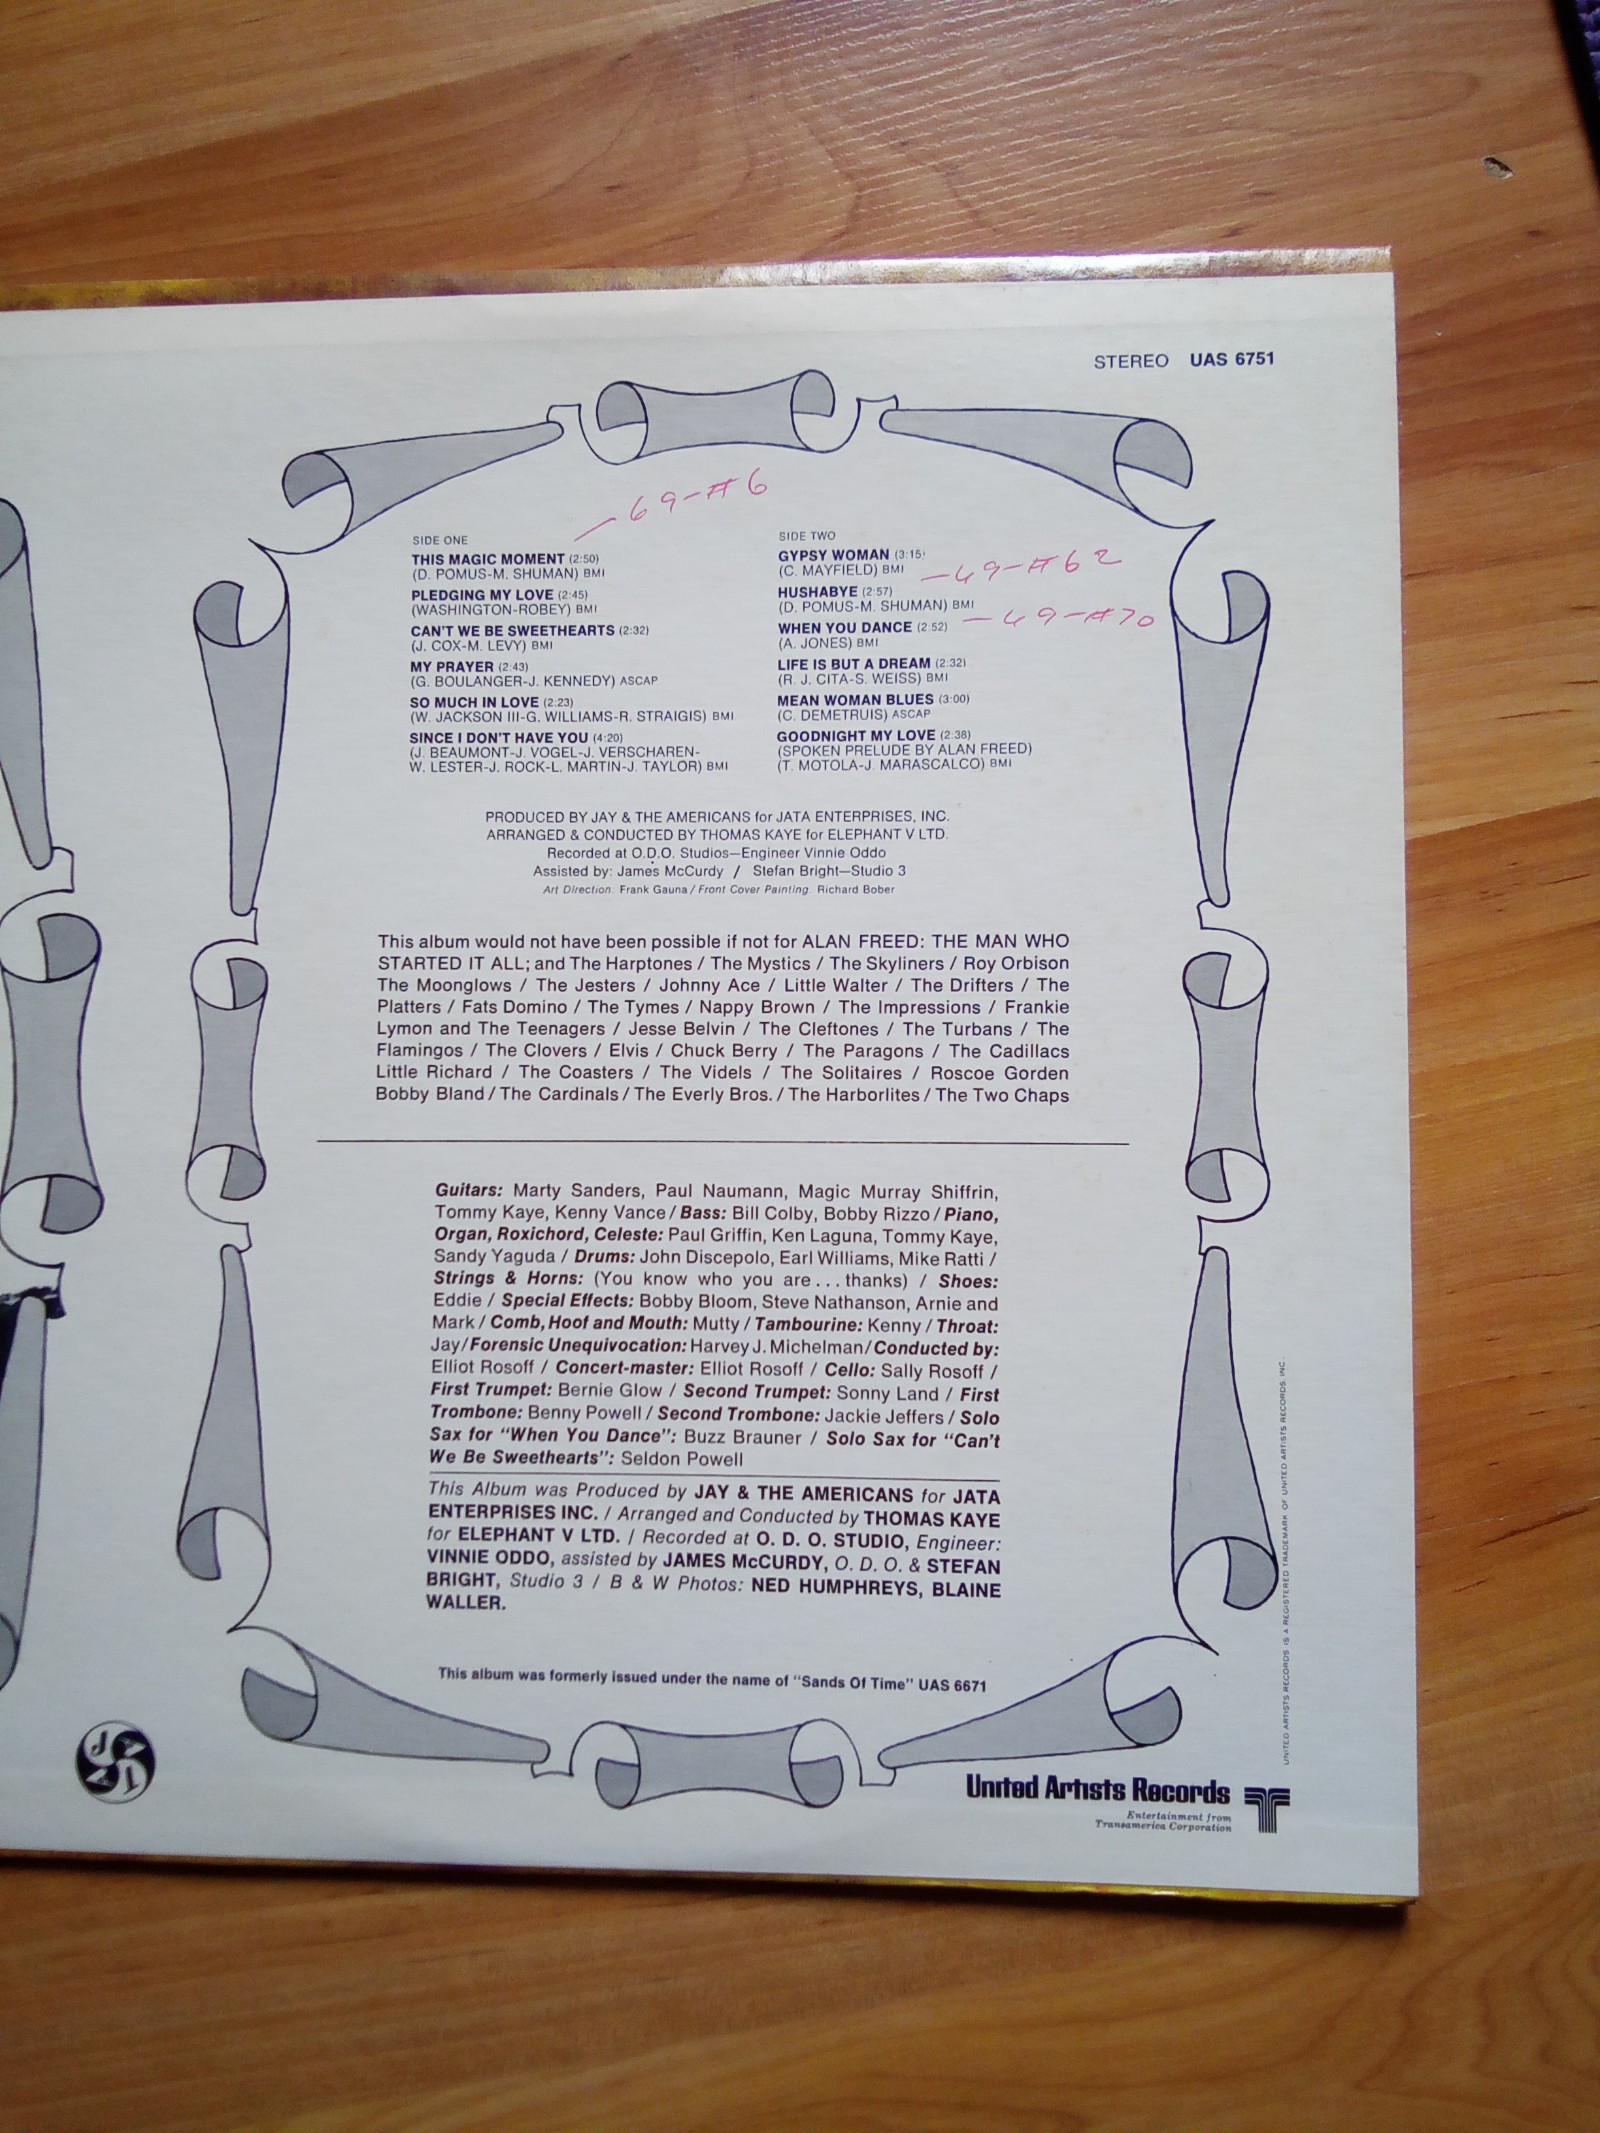 STEREO UAS 6751
69-#6
SIDE ONE
THIS MAGIC MOMENT (2:50)
(D. POMUS-M. SHUMAN) BMI
PLEDGING MY LOVE (2:45)
(WASHINGTON-ROBEY) BMI
CAN'T WE BE SWEETHEARTS (2:32)
(J. COX-M. LEVY) BMI
MY PRAYER (2:43)
(G. BOULANGER-J. KENNEDY) ASCAP
SO MUCH IN LOVE (2:23)
(W. JACKSON III-G. WILLIAMS-R. STRAIGIS) BMI
SINCE I DON'T HAVE YOU (4:20)
(J. BEAUMONT-J. VOGEL-J. VERSCHAREN-
W. LESTER-J. ROCK-L. MARTIN-J. TAYLOR) BMI
SIDE TWO
GYPSY WOMAN (3:15)
(C. MAYFIELD) BMI
-69-#62
HUSHABYE (2:57)
(D. POMUS-M. SHUMAN) BMI
WHEN YOU DANCE (2:52) -69-#70
(A. JONES) BMI
LIFE IS BUT A DREAM (2:32)
(R. J. CITA-S. WEISS) BMI
MEAN WOMAN BLUES (3:00)
(C. DEMETRUIS) ASCAP
GOODNIGHT MY LOVE (2:38)
(SPOKEN PRELUDE BY ALAN FREED)
(T. MOTOLA-J. MARASCALCO) BMI
PRODUCED BY JAY & THE AMERICANS for JATA ENTERPRISES, INC.
ARRANGED & CONDUCTED BY THOMAS KAYE for ELEPHANT V LTD.
Recorded at O.D.O. Studios—Engineer Vinnie Oddo
Assisted by: James McCurdy / Stefan Bright—Studio 3
Art Direction: Frank Gauna / Front Cover Painting: Richard Bober
This album would not have been possible if not for ALAN FREED: THE MAN WHO
STARTED IT ALL; and The Harptones / The Mystics / The Skyliners / Roy Orbison
The Moonglows / The Jesters / Johnny Ace / Little Walter / The Drifters / The
Platters / Fats Domino / The Tymes / Nappy Brown / The Impressions / Frankie
Lymon and The Teenagers / Jesse Belvin / The Cleftones / The Turbans / The
Flamingos / The Clovers / Elvis / Chuck Berry / The Paragons / The Cadillacs
Little Richard / The Coasters / The Videls / The Solitaires / Roscoe Gorden
Bobby Bland / The Cardinals / The Everly Bros. / The Harborlites / The Two Chaps
Guitars: Marty Sanders, Paul Naumann, Magic Murray Shiffrin,
Tommy Kaye, Kenny Vance / Bass: Bill Colby, Bobby Rizzo / Piano,
Organ, Roxichord, Celeste: Paul Griffin, Ken Laguna, Tommy Kaye,
Sandy Yaguda / Drums: John Discepolo, Earl Williams, Mike Ratti /
Strings & Horns: (You know who you are...thanks) / Shoes:
Eddie / Special Effects: Bobby Bloom, Steve Nathanson, Arnie and
Mark / Comb, Hoof and Mouth: Mutty / Tambourine: Kenny / Throat:
Jay / Forensic Unequivocation: Harvey J. Michelman / Conducted by:
Elliot Rosoff / Concert-master: Elliot Rosoff / Cello: Sally Rosoff /
First Trumpet: Bernie Glow / Second Trumpet: Sonny Land / First
Trombone: Benny Powell / Second Trombone: Jackie Jeffers / Solo
Sax for "When You Dance": Buzz Brauner / Solo Sax for "Can't
We Be Sweethearts": Seldon Powell
This Album was Produced by JAY & THE AMERICANS for JATA
ENTERPRISES INC. / Arranged and Conducted by THOMAS KAYE
for ELEPHANT V LTD. / Recorded at O. D. O. STUDIO, Engineer:
VINNIE ODDO, assisted by JAMES McCURDY, O. D. O. & STEFAN
BRIGHT, Studio 3 / B & W Photos: NED HUMPHREYS, BLAINE
WALLER.
This album was formerly issued under the name of "Sands Of Time" UAS 6671
JATA
United Artists Records
Entertainment from
Transamerica Corporation
UNITED ARTISTS RECORDS IS A REGISTERED TRADEMARK OF UNITED ARTISTS RECORDS, INC.